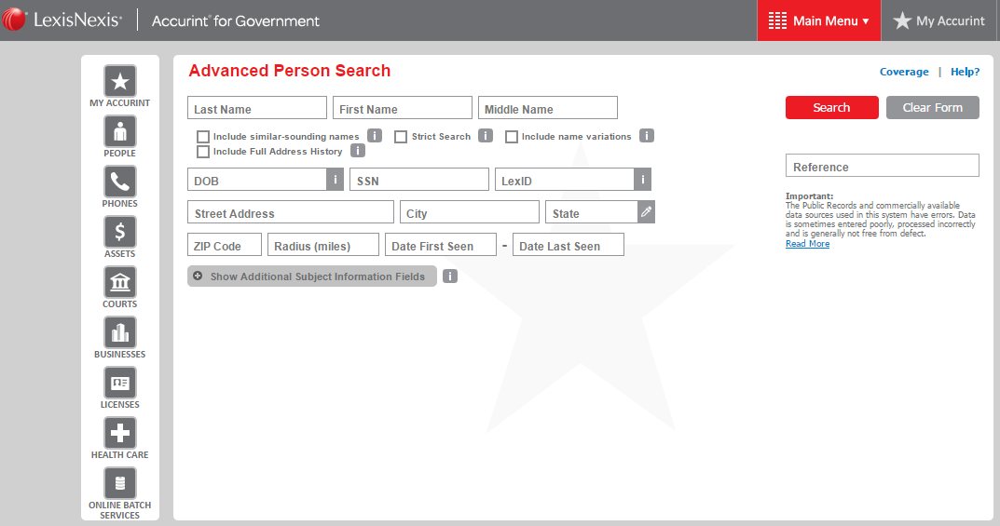 LexisNexis® Accurint® for Government
Main Menu ▾
My Accurint
MY ACCURINT
PEOPLE
PHONES
ASSETS
COURTS
BUSINESSES
LICENSES
HEALTH CARE
ONLINE BATCH
SERVICES
Advanced Person Search
Coverage | Help?
Last Name First Name Middle Name
Include similar-sounding names i Strict Search i Include name variations i
Include Full Address History i
DOB i SSN LexID i
Street Address City State
ZIP Code Radius (miles) Date First Seen - Date Last Seen
Show Additional Subject Information Fields i
Search Clear Form
Reference
Important:
The Public Records and commercially available
data sources used in this system have errors. Data
is sometimes entered poorly, processed incorrectly
and is generally not free from defect.
Read More